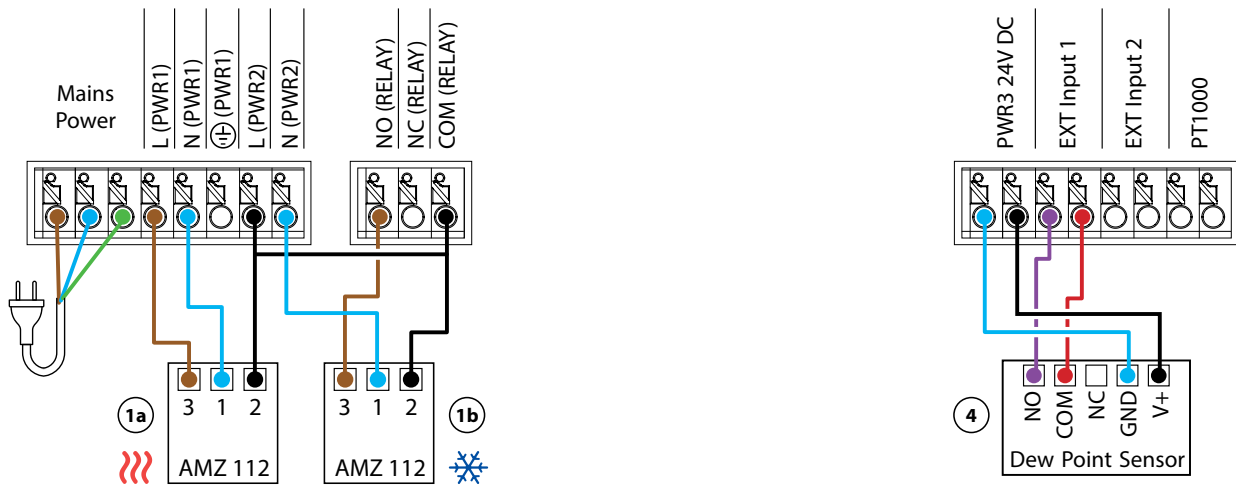 Mains
Power
L (PWR1)
N (PWR1)
(PWR1)
L (PWR2)
N (PWR2)
NO (RELAY)
NC (RELAY)
COM (RELAY)
PWR3 24V DC
EXT Input 1
EXT Input 2
PT1000
3 1 2
AMZ 112
1a
3 1 2
AMZ 112
1b
4
NO
COM
NC
GND
V+
Dew Point Sensor